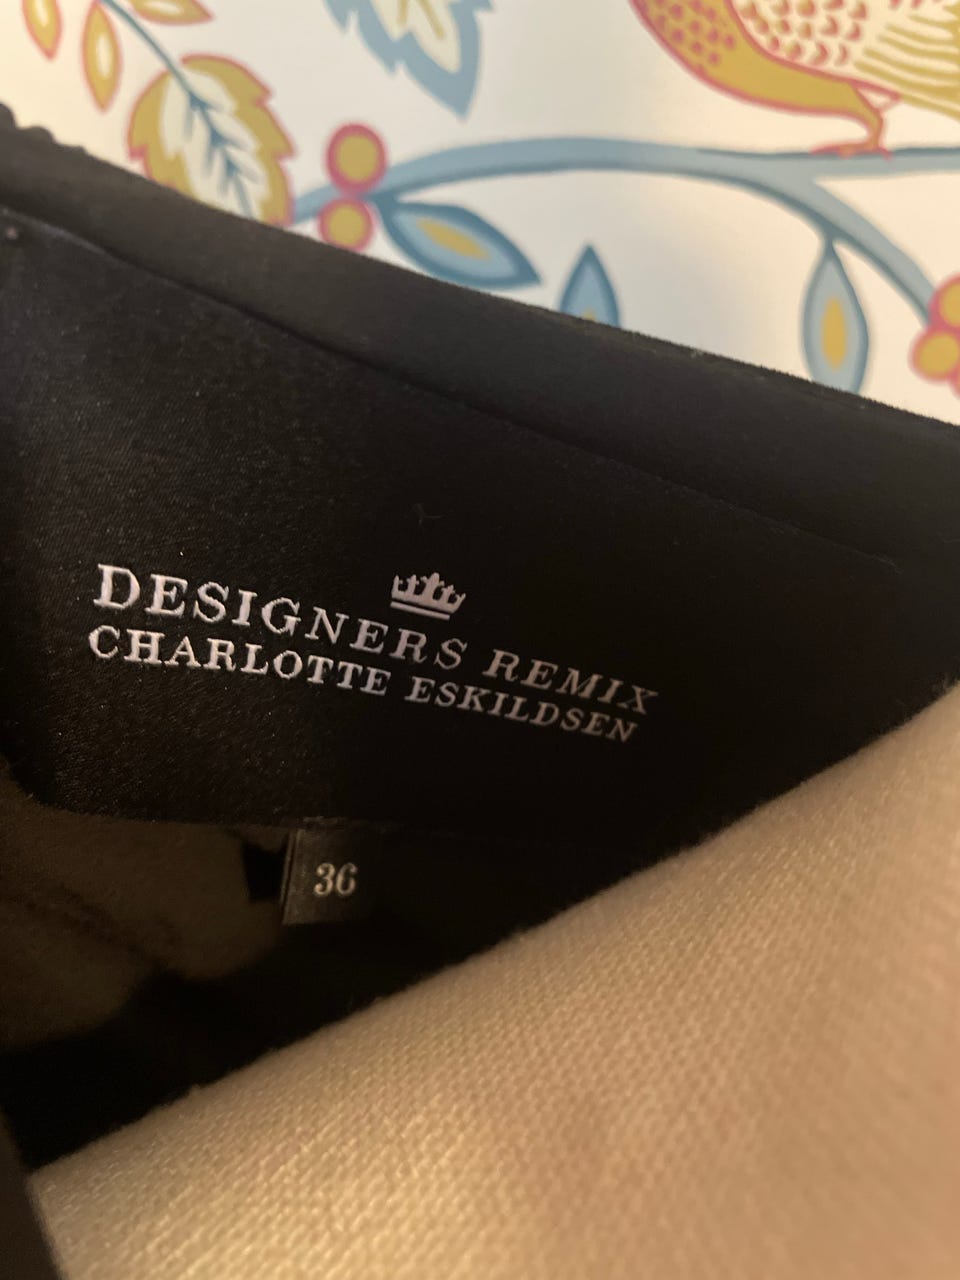 DESIGNERS REMIX
CHARLOTTE ESKILDSEN
36